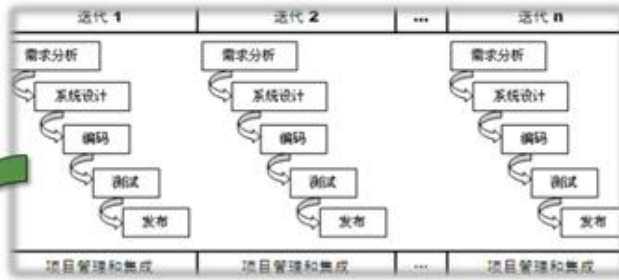 迭代 1 迭代 2 ... 迭代 n
需求分析 需求分析 需求分析
系统设计 系统设计 系统设计
编码 编码 编码
测试 测试 测试
发布 发布 发布
项目管理和集成 项目管理和集成 ... 项目管理和集成